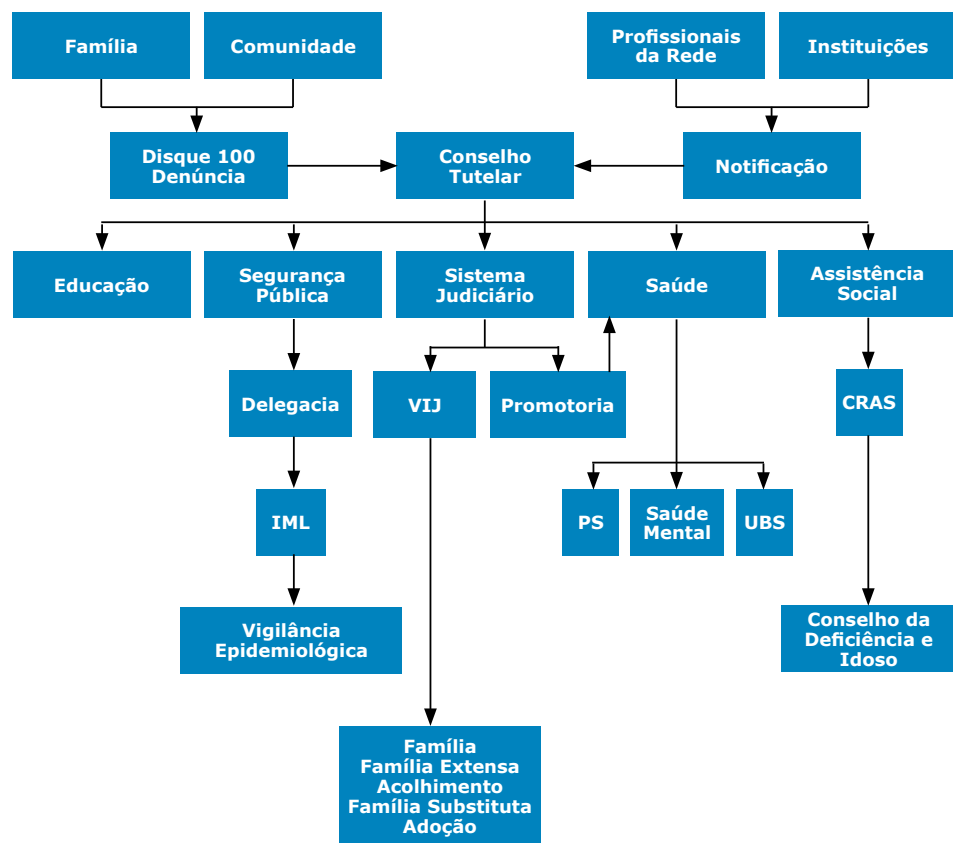 Família
Comunidade
Profissionais
da Rede
Instituições
Disque 100
Denúncia
Conselho
Tutelar
Notificação
Educação
Segurança
Pública
Sistema
Judiciário
Saúde
Assistência
Social
Delegacia
VIJ
Promotoria
CRAS
IML
PS
Saúde
Mental
UBS
Vigilância
Epidemiológica
Conselho da
Deficiência e
Idoso
Família
Família Extensa
Acolhimento
Família Substituta
Adoção